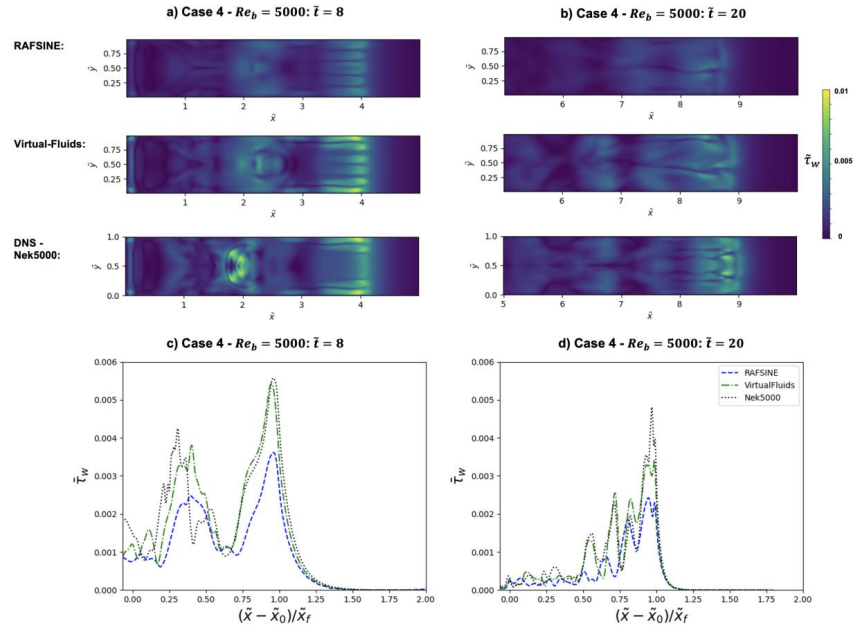 a) Case 4 - Re_b = 5000: t̃ = 8
b) Case 4 - Re_b = 5000: t̃ = 20
RAFSINE:
0.75
0.50
0.25
ỹ
1
2
3
4
x̃
0.75
0.50
0.25
ỹ
6
7
8
9
x̃
Virtual-Fluids:
0.75
0.50
0.25
ỹ
1
2
3
4
x̃
0.75
0.50
0.25
ỹ
6
7
8
9
x̃
0.01
0.005
0
τ̃_w
DNS -
Nek5000:
1.0
0.5
0.0
ỹ
1
2
3
4
x̃
1.00
0.75
0.50
0.25
0.00
ỹ
5
6
7
8
9
x̃
c) Case 4 - Re_b = 5000: t̃ = 8
d) Case 4 - Re_b = 5000: t̃ = 20
0.006
0.005
0.004
0.003
0.002
0.001
0.000
τ̃_w
0.00
0.25
0.50
0.75
1.00
1.25
1.50
1.75
2.00
(x̃ − x̃_0)/x̃_f
RAFSINE
VirtualFluids
Nek5000
0.006
0.005
0.004
0.003
0.002
0.001
0.000
τ̃_w
0.00
0.25
0.50
0.75
1.00
1.25
1.50
1.75
2.00
(x̃ − x̃_0)/x̃_f